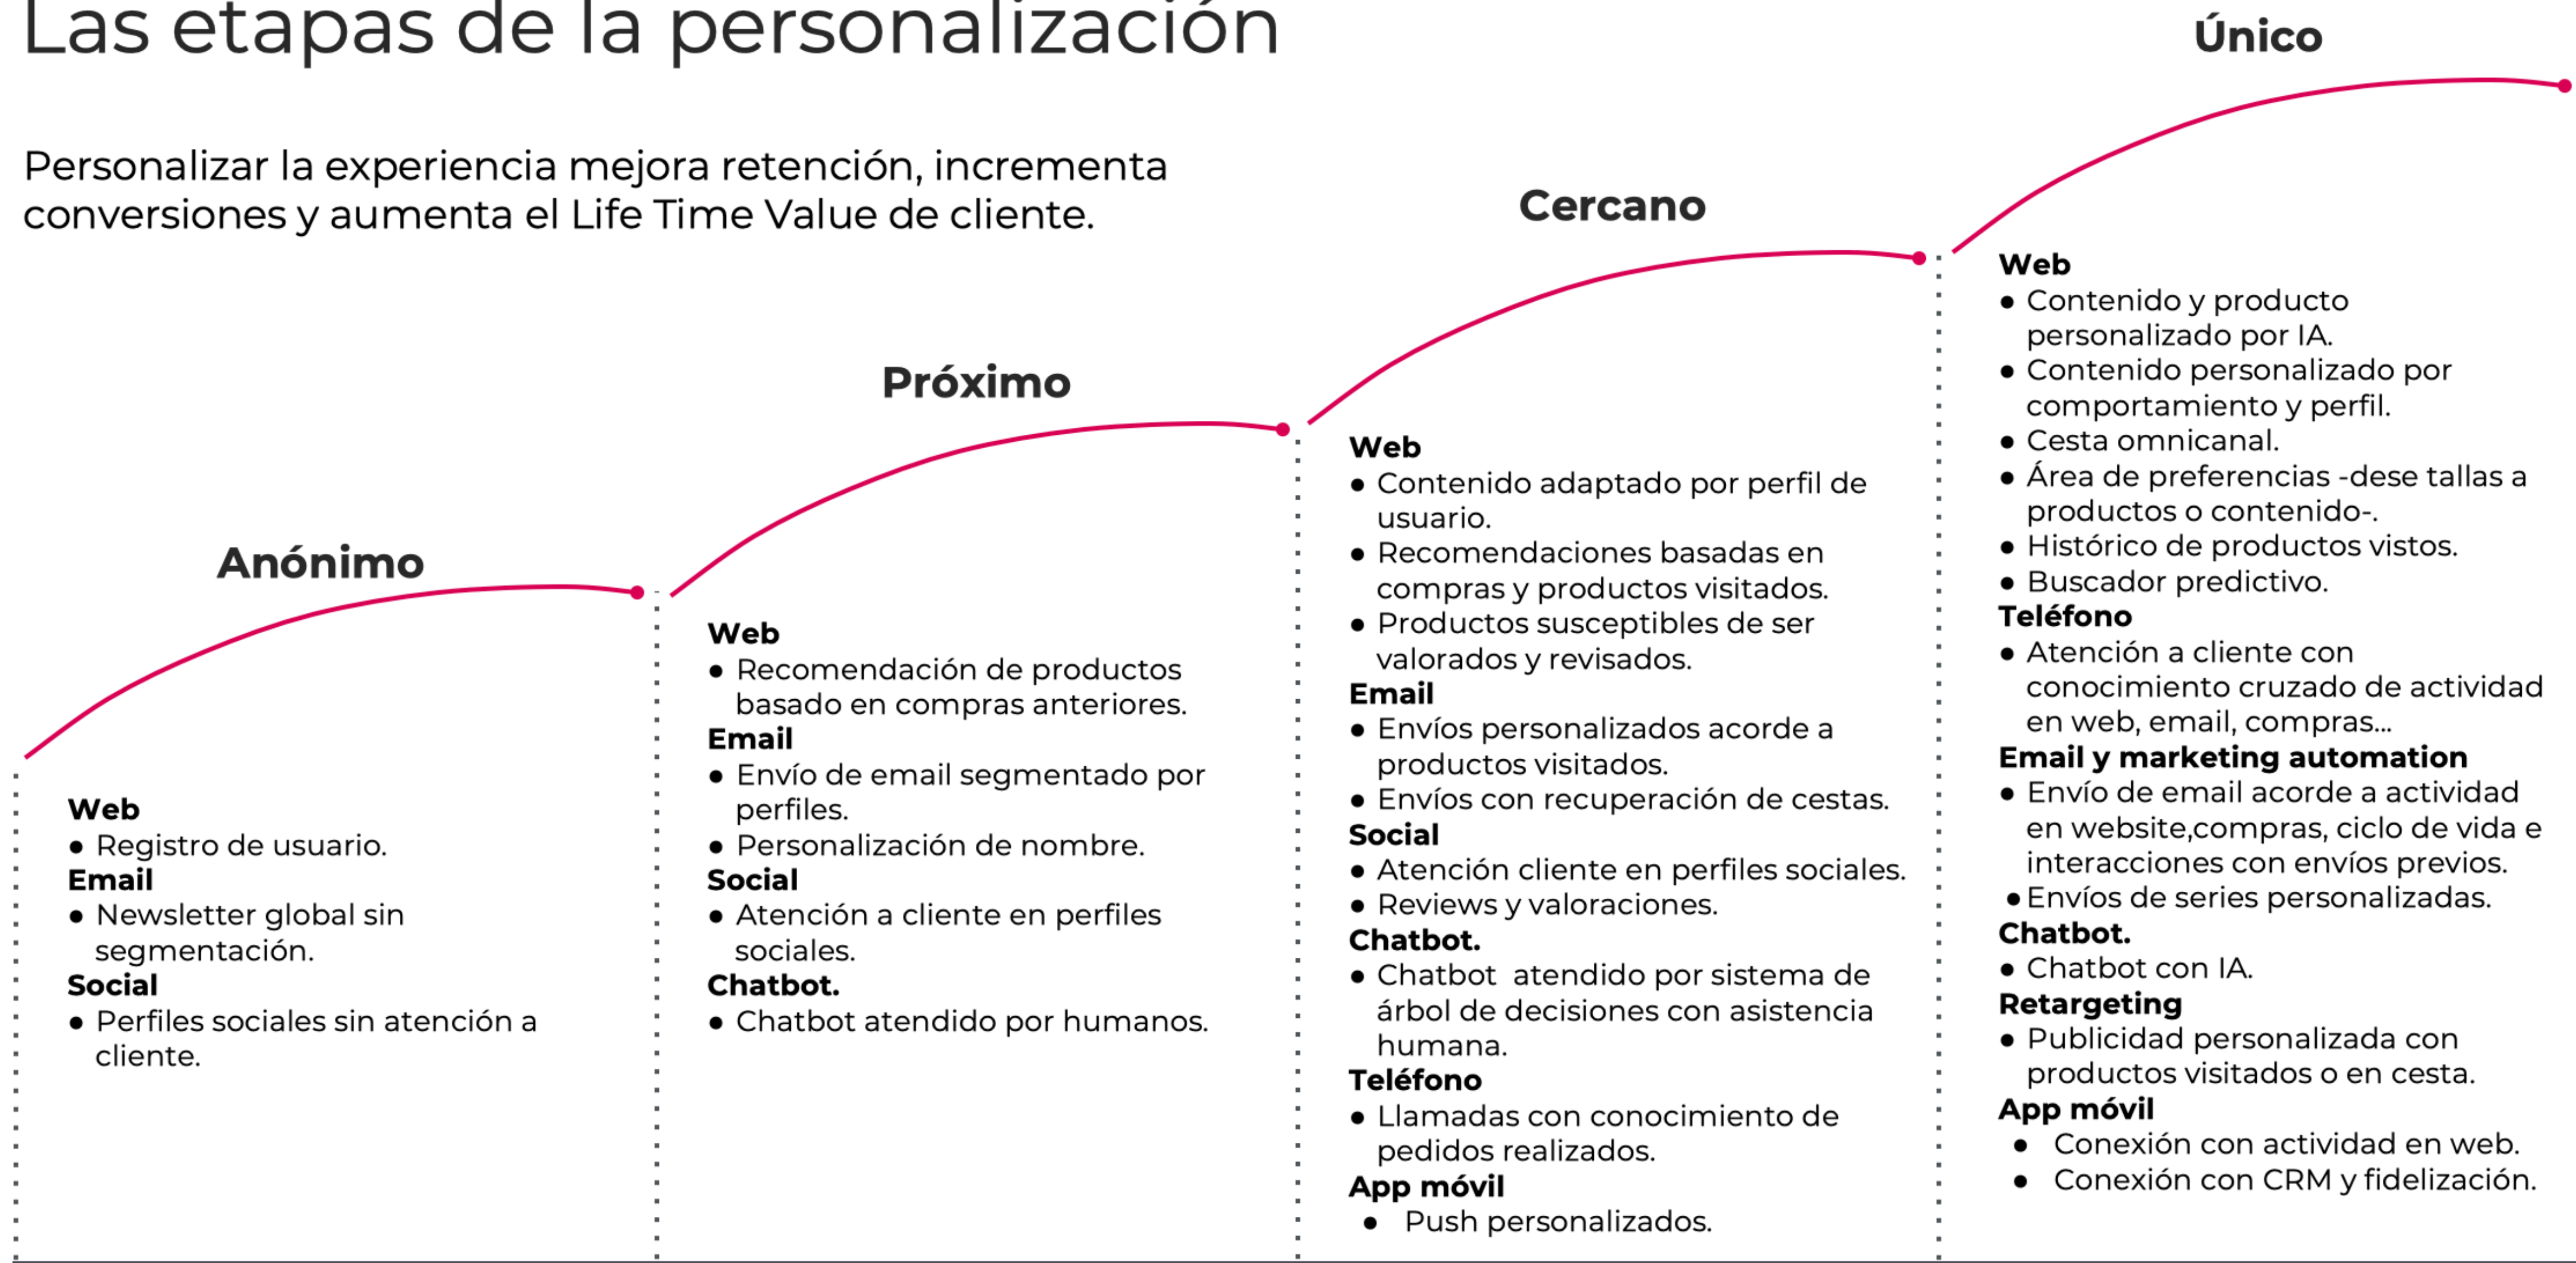 Las etapas de la personalización
Personalizar la experiencia mejora retención, incrementa
conversiones y aumenta el Life Time Value de cliente.
Anónimo
Web
● Registro de usuario.
Email
● Newsletter global sin
segmentación.
Social
● Perfiles sociales sin atención a
cliente.
Próximo
Web
● Recomendación de productos
basado en compras anteriores.
Email
● Envío de email segmentado por
perfiles.
● Personalización de nombre.
Social
● Atención a cliente en perfiles
sociales.
Chatbot.
● Chatbot atendido por humanos.
Cercano
Web
● Contenido adaptado por perfil de
usuario.
● Recomendaciones basadas en
compras y productos visitados.
● Productos susceptibles de ser
valorados y revisados.
Email
● Envíos personalizados acorde a
productos visitados.
● Envíos con recuperación de cestas.
Social
● Atención cliente en perfiles sociales.
● Reviews y valoraciones.
Chatbot.
● Chatbot  atendido por sistema de
árbol de decisiones con asistencia
humana.
Teléfono
● Llamadas con conocimiento de
pedidos realizados.
App móvil
● Push personalizados.
Único
Web
● Contenido y producto
personalizado por IA.
● Contenido personalizado por
comportamiento y perfil.
● Cesta omnicanal.
● Área de preferencias -dese tallas a
productos o contenido-.
● Histórico de productos vistos.
● Buscador predictivo.
Teléfono
● Atención a cliente con
conocimiento cruzado de actividad
en web, email, compras...
Email y marketing automation
● Envío de email acorde a actividad
en website,compras, ciclo de vida e
interacciones con envíos previos.
● Envíos de series personalizadas.
Chatbot.
● Chatbot con IA.
Retargeting
● Publicidad personalizada con
productos visitados o en cesta.
App móvil
● Conexión con actividad en web.
● Conexión con CRM y fidelización.